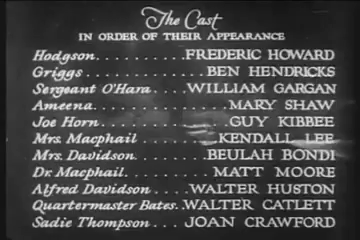 The Cast
IN ORDER OF THEIR APPEARANCE
Hodgson..........FREDERIC HOWARD
Griggs............BEN HENDRICKS
Sergeant O'Hara....WILLIAM GARGAN
Ameena..............MARY SHAW
Joe Horn............GUY KIBBEE
Mrs. Macphail........KENDALL LEE
Mrs. Davidson.....BEULAH BONDI
Dr. Macphail........MATT MOORE
Alfred Davidson....WALTER HUSTON
Quartermaster Bates..WALTER CATLETT
Sadie Thompson....JOAN CRAWFORD